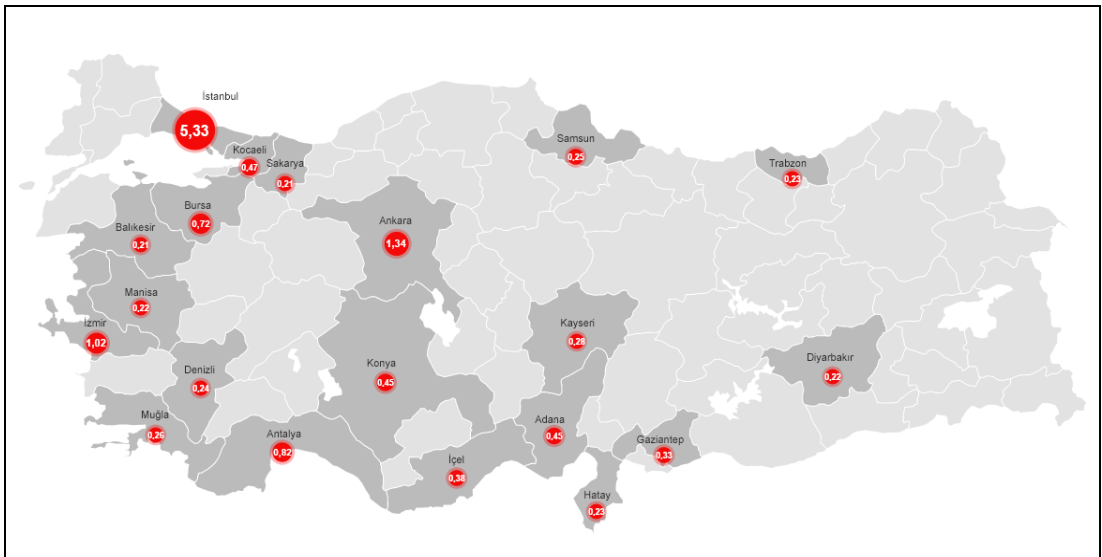 İstanbul
5,33
Kocaeli
0,47
Sakarya
0,21
Samsun
0,25
Trabzon
0,23
Bursa
0,72
Balıkesir
0,21
Ankara
1,34
Manisa
0,22
İzmir
1,02
Kayseri
0,28
Diyarbakır
0,22
Denizli
0,24
Konya
0,45
Muğla
0,26
Antalya
0,82
Adana
0,45
Gaziantep
0,33
İçel
0,38
Hatay
0,23